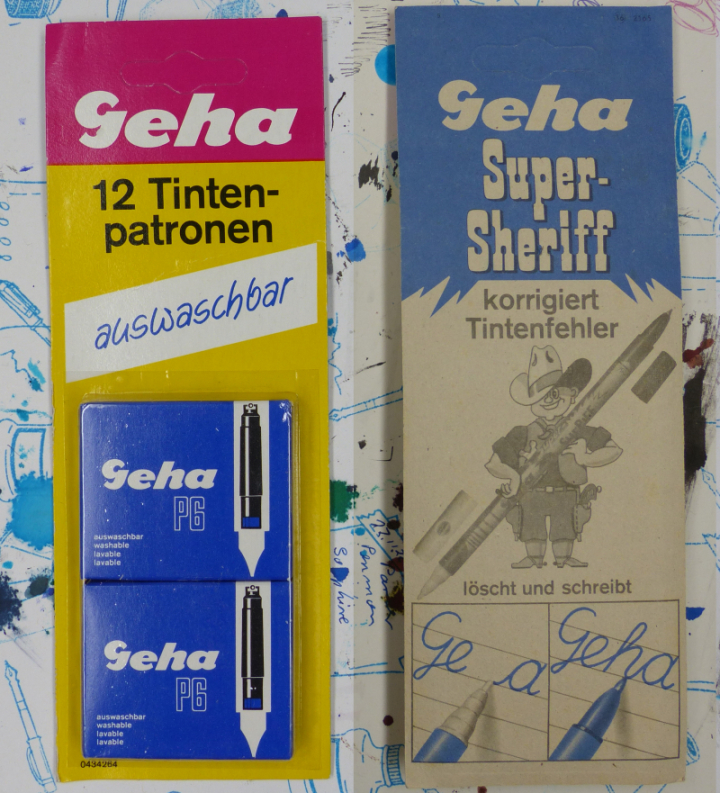 Geha
12 Tinten-
patronen
auswaschbar
Geha
P6
auswaschbar
washable
lavable
lavable
Geha
P6
auswaschbar
washable
lavable
lavable
0434264
Geha
Super-
Sheriff
korrigiert
Tintenfehler
löscht und schreibt
Ge a
Geha